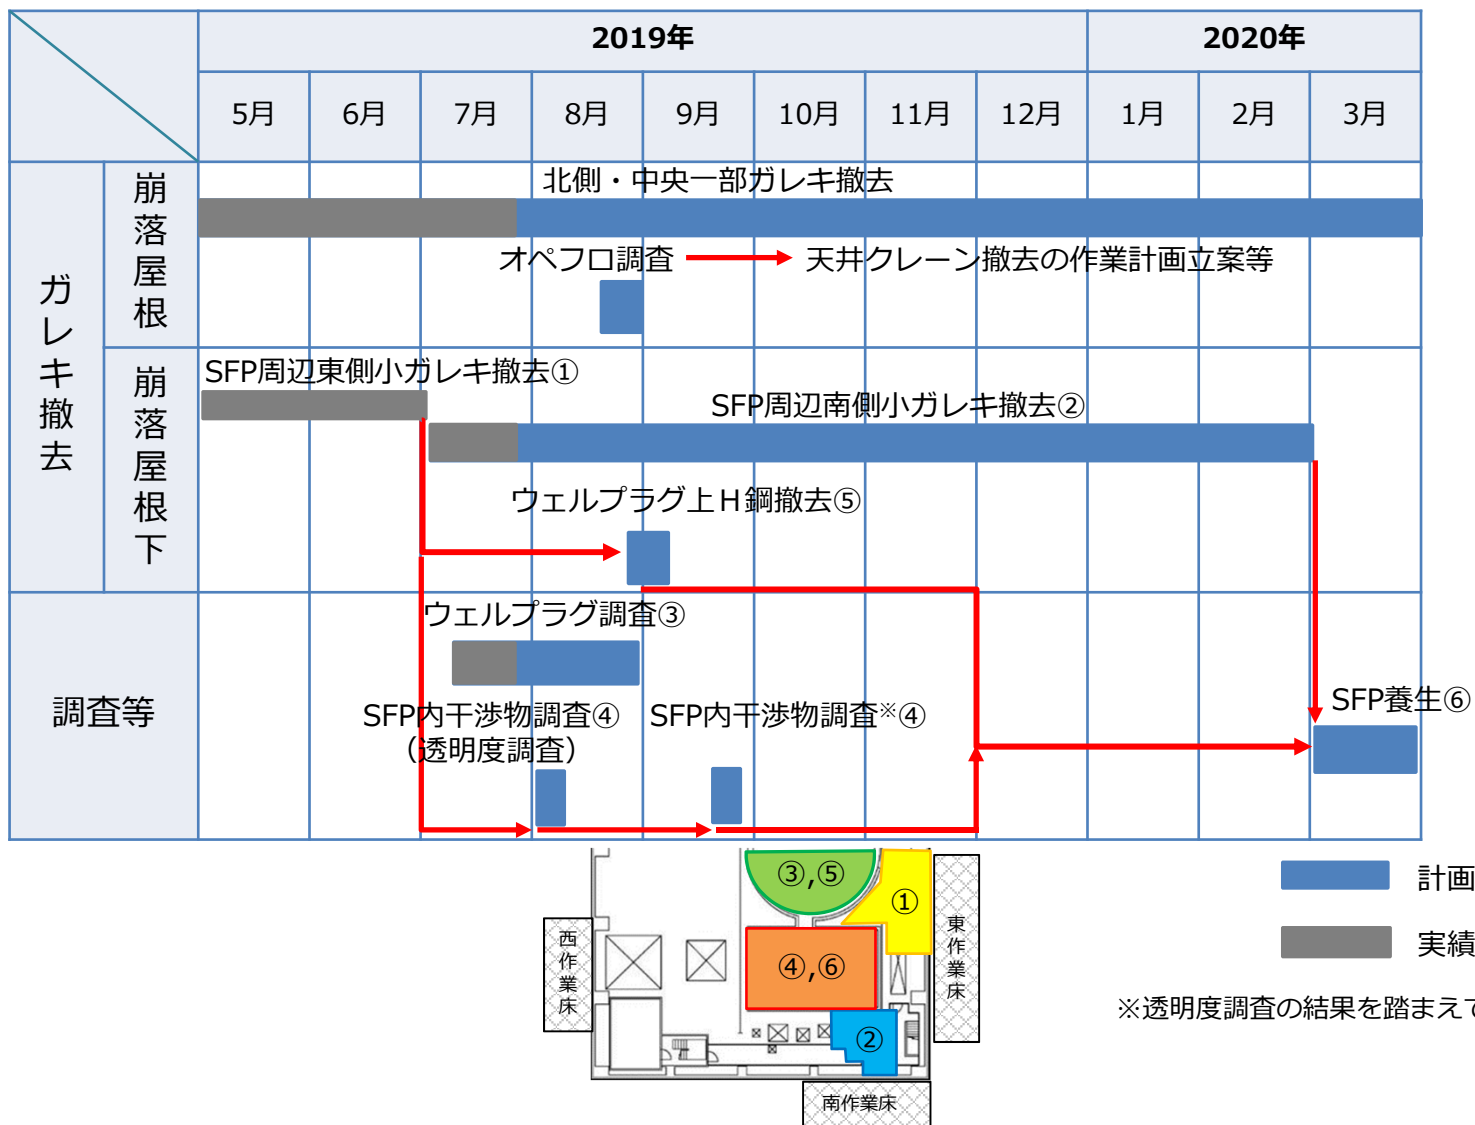 2019年
2020年
5月
6月
7月
8月
9月
10月
11月
12月
1月
2月
3月
ガレキ撤去
崩落屋根
北側・中央一部ガレキ撤去
オペフロ調査
天井クレーン撤去の作業計画立案等
崩落屋根下
SFP周辺東側小ガレキ撤去①
SFP周辺南側小ガレキ撤去②
ウェルプラグ上H鋼撤去⑤
調査等
ウェルプラグ調査③
SFP内干渉物調査④
（透明度調査）
SFP内干渉物調査※④
SFP養生⑥
③,⑤
①
④,⑥
②
西作業床
東作業床
南作業床
計画
実績
※透明度調査の結果を踏まえて